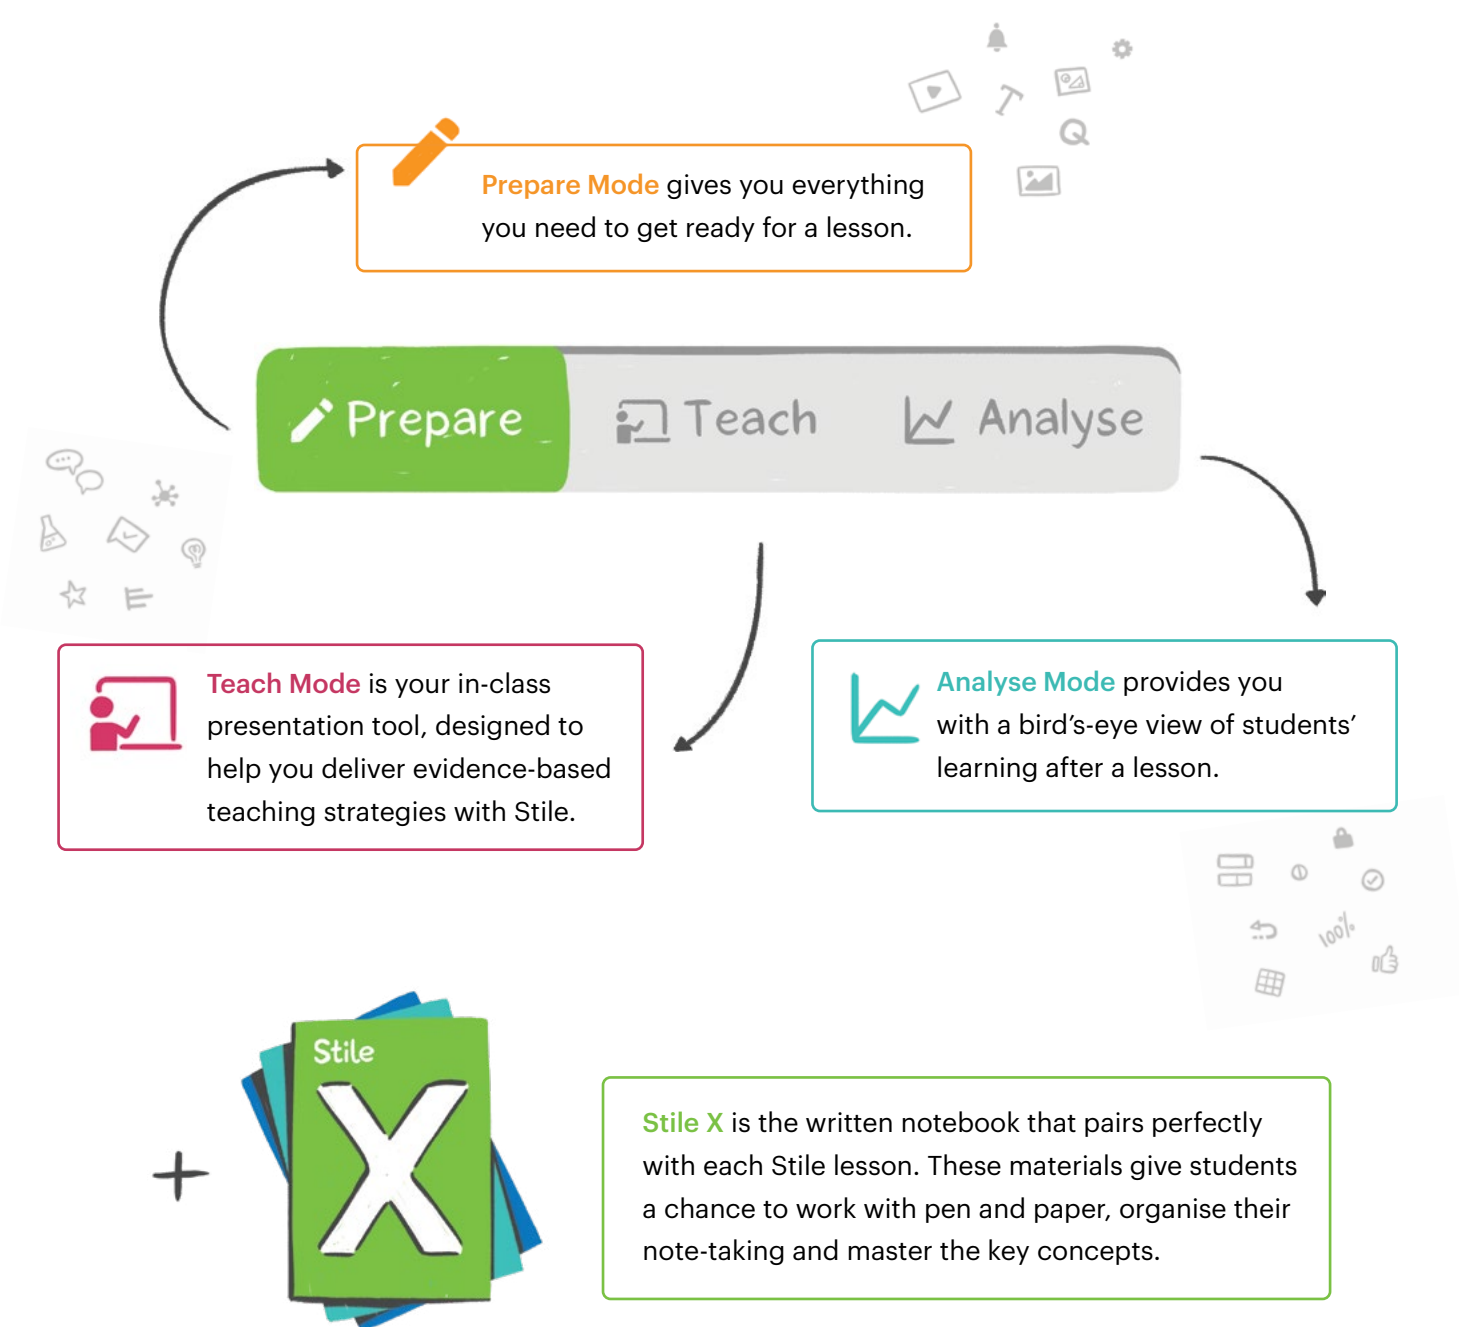 Prepare Mode gives you everything
you need to get ready for a lesson.
Prepare
Teach
Analyse
Teach Mode is your in-class
presentation tool, designed to
help you deliver evidence-based
teaching strategies with Stile.
Analyse Mode provides you
with a bird’s-eye view of students’
learning after a lesson.
100%
Stile
X
Stile X is the written notebook that pairs perfectly
with each Stile lesson. These materials give students
a chance to work with pen and paper, organise their
note-taking and master the key concepts.